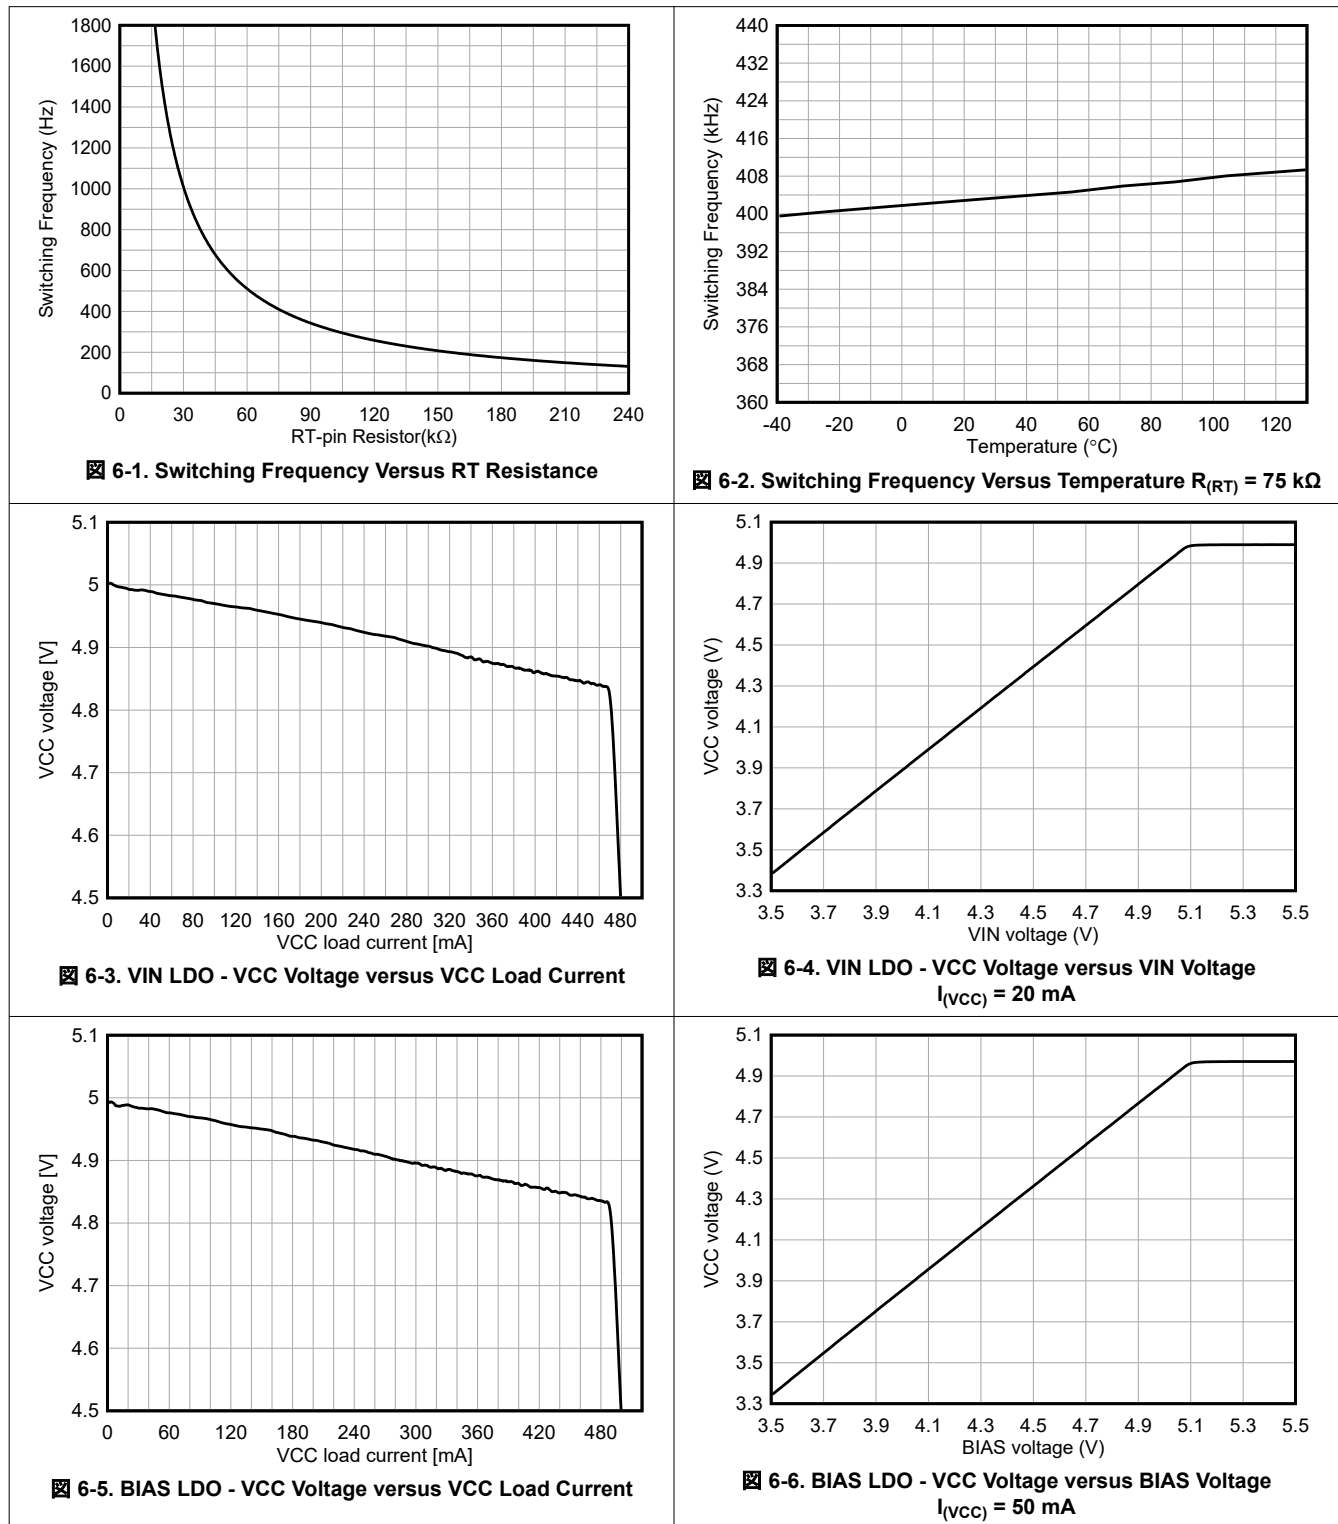 1800
1600
1400
1200
1000
800
600
400
200
0
Switching Frequency (Hz)
0 30 60 90 120 150 180 210 240
RT-pin Resistor(kΩ)
図 6-1. Switching Frequency Versus RT Resistance
440
432
424
416
408
400
392
384
376
368
360
Switching Frequency (kHz)
-40 -20 0 20 40 60 80 100 120
Temperature (°C)
図 6-2. Switching Frequency Versus Temperature R(RT) = 75 kΩ
5.1
5
4.9
4.8
4.7
4.6
4.5
VCC voltage [V]
0 40 80 120 160 200 240 280 320 360 400 440 480
VCC load current [mA]
図 6-3. VIN LDO - VCC Voltage versus VCC Load Current
5.1
4.9
4.7
4.5
4.3
4.1
3.9
3.7
3.5
3.3
VCC voltage (V)
3.5 3.7 3.9 4.1 4.3 4.5 4.7 4.9 5.1 5.3 5.5
VIN voltage (V)
図 6-4. VIN LDO - VCC Voltage versus VIN Voltage
I(VCC) = 20 mA
5.1
5
4.9
4.8
4.7
4.6
4.5
VCC voltage [V]
0 60 120 180 240 300 360 420 480
VCC load current [mA]
図 6-5. BIAS LDO - VCC Voltage versus VCC Load Current
5.1
4.9
4.7
4.5
4.3
4.1
3.9
3.7
3.5
3.3
VCC voltage (V)
3.5 3.7 3.9 4.1 4.3 4.5 4.7 4.9 5.1 5.3 5.5
BIAS voltage (V)
図 6-6. BIAS LDO - VCC Voltage versus BIAS Voltage
I(VCC) = 50 mA